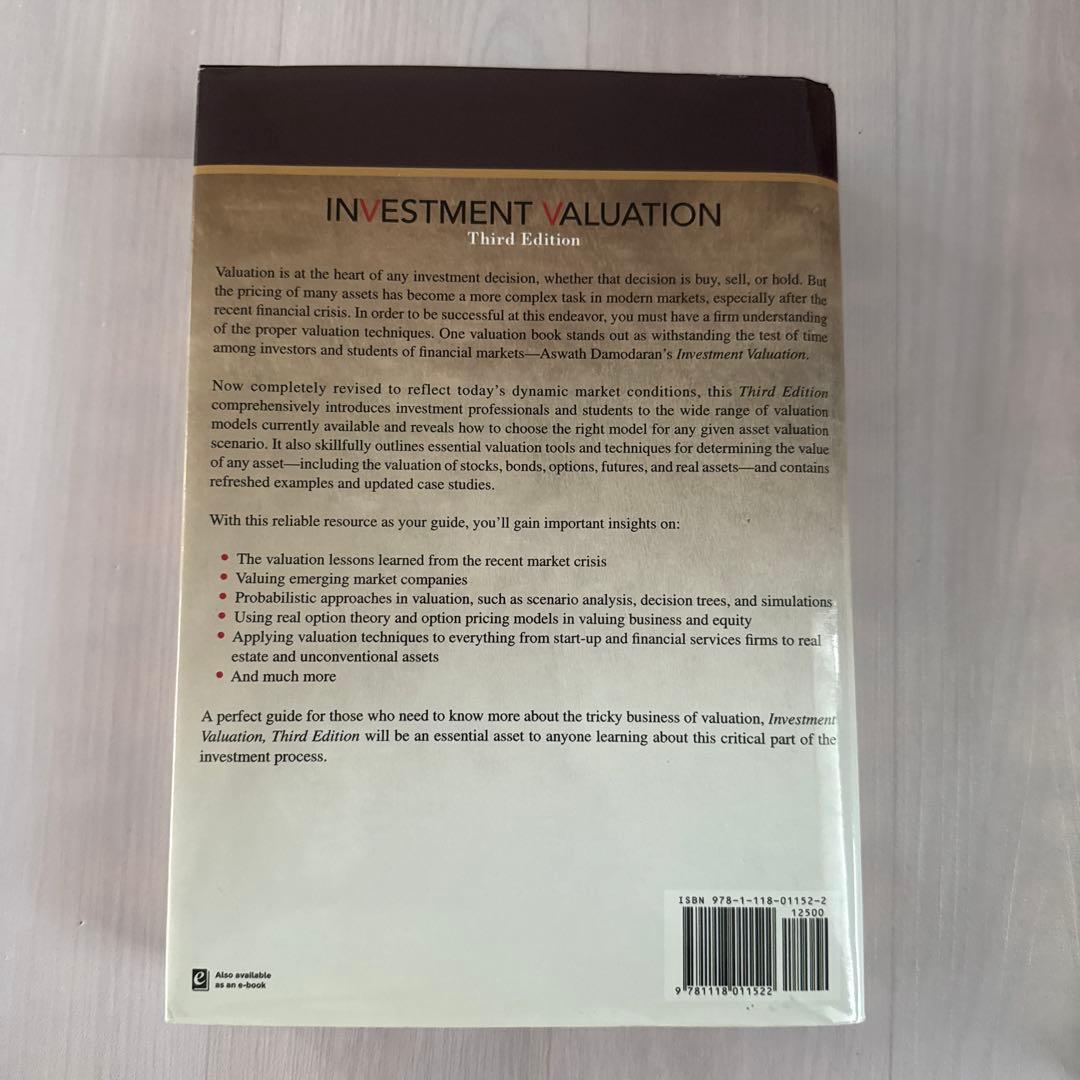 INVESTMENT VALUATION
Third Edition
Valuation is at the heart of any investment decision, whether that decision is buy, sell, or hold. But
the pricing of many assets has become a more complex task in modern markets, especially after the
recent financial crisis. In order to be successful at this endeavor, you must have a firm understanding
of the proper valuation techniques. One valuation book stands out as withstanding the test of time
among investors and students of financial markets—Aswath Damodaran's Investment Valuation.
Now completely revised to reflect today's dynamic market conditions, this Third Edition
comprehensively introduces investment professionals and students to the wide range of valuation
models currently available and reveals how to choose the right model for any given asset valuation
scenario. It also skillfully outlines essential valuation tools and techniques for determining the value
of any asset—including the valuation of stocks, bonds, options, futures, and real assets—and contains
refreshed examples and updated case studies.
With this reliable resource as your guide, you'll gain important insights on:
• The valuation lessons learned from the recent market crisis
• Valuing emerging market companies
• Probabilistic approaches in valuation, such as scenario analysis, decision trees, and simulations
• Using real option theory and option pricing models in valuing business and equity
• Applying valuation techniques to everything from start-up and financial services firms to real
estate and unconventional assets
• And much more
A perfect guide for those who need to know more about the tricky business of valuation, Investment
Valuation, Third Edition will be an essential asset to anyone learning about this critical part of the
investment process.
ISBN 978-1-118-01152-2
12500
9 781118 011522
e Also available
as an e-book